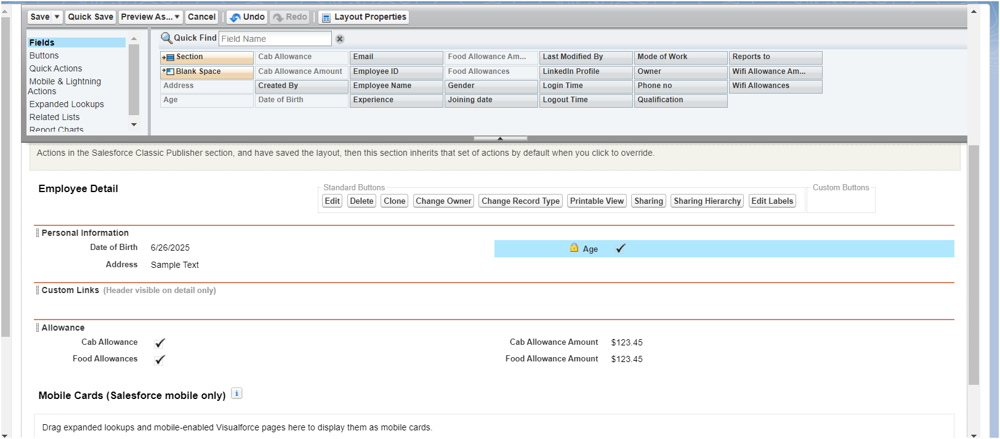 Save ▼ Quick Save Preview As... ▼ Cancel Undo Redo Layout Properties
Fields
Buttons
Quick Actions
Mobile & Lightning
Actions
Expanded Lookups
Related Lists
Report Charts
Quick Find Field Name
Section Cab Allowance Email Food Allowance Am... Last Modified By Mode of Work Reports to
Blank Space Cab Allowance Amount Employee ID Food Allowances LinkedIn Profile Owner Wifi Allowance Am...
Address Created By Employee Name Gender Login Time Phone no Wifi Allowances
Age Date of Birth Experience Joining date Logout Time Qualification
Actions in the Salesforce Classic Publisher section, and have saved the layout, then this section inherits that set of actions by default when you click to override.
Employee Detail
Standard Buttons
Edit Delete Clone Change Owner Change Record Type Printable View Sharing Sharing Hierarchy Edit Labels
Custom Buttons
Personal Information
Date of Birth 6/26/2025 Age
Address Sample Text
Custom Links (Header visible on detail only)
Allowance
Cab Allowance Cab Allowance Amount $123.45
Food Allowances Food Allowance Amount $123.45
Mobile Cards (Salesforce mobile only) i
Drag expanded lookups and mobile-enabled Visualforce pages here to display them as mobile cards.